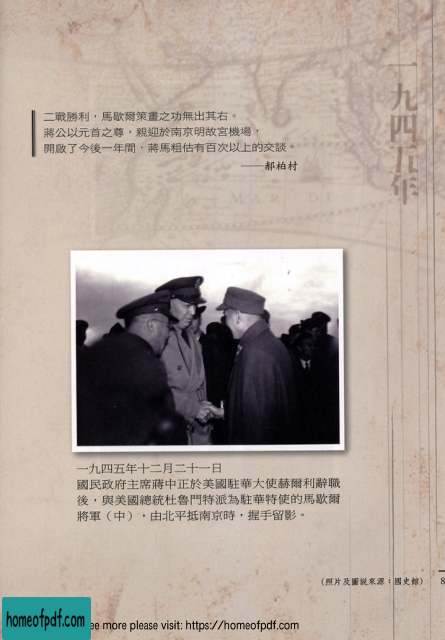 一九四五年
二戰勝利，馬歇爾策畫之功無出其右。
蔣公以元首之尊，親迎於南京明故宮機場，
開啟了今後一年間，蔣馬粗估有百次以上的交談。
——郝柏村
一九四五年十二月二十一日
國民政府主席蔣中正於美國駐華大使赫爾利辭職
後，與美國總統杜魯門特派為駐華特使的馬歇爾
將軍（中），由北平抵南京時，握手留影。
（照片及圖說來源：國史館）
8
homeofpdf.com
ee more please visit: https://homeofpdf.com